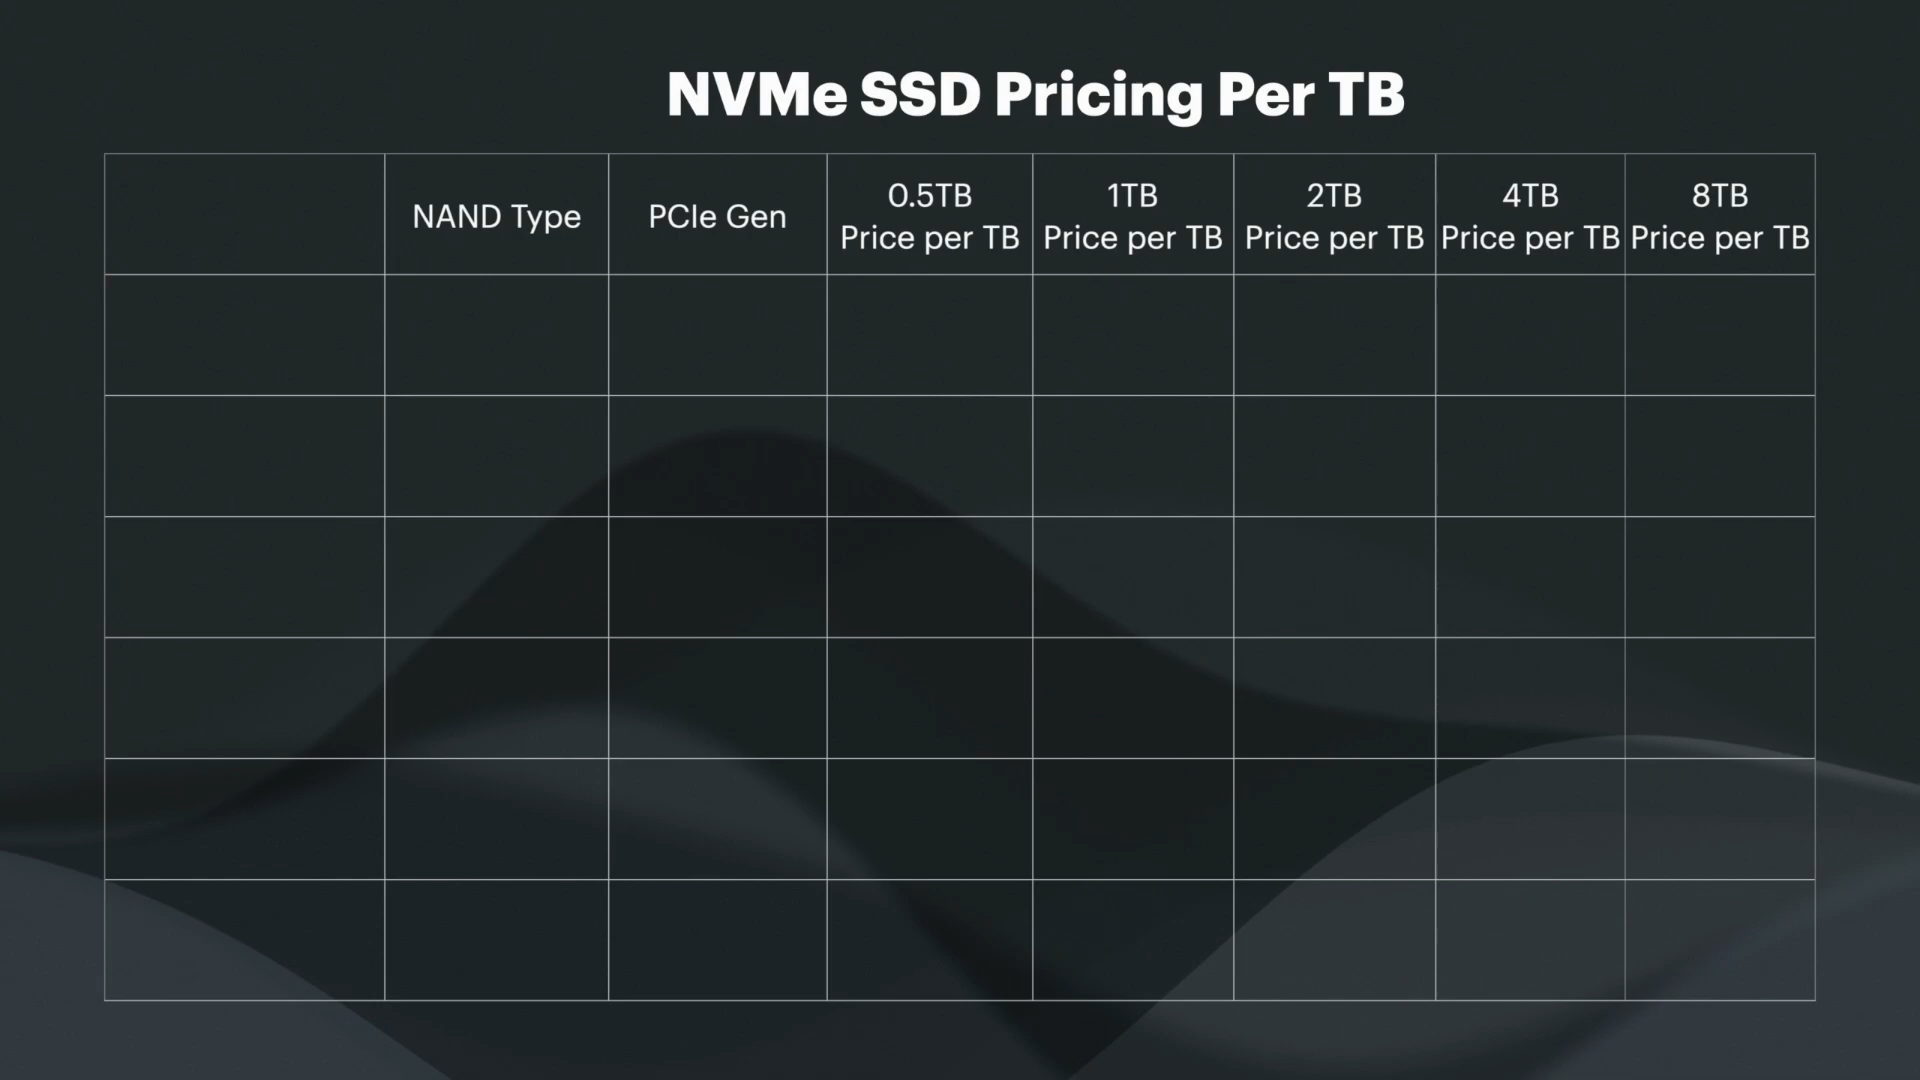 NVMe SSD Pricing Per TB
NAND Type
PCIe Gen
0.5TB
Price per TB
1TB
Price per TB
2TB
Price per TB
4TB
Price per TB
8TB
Price per TB